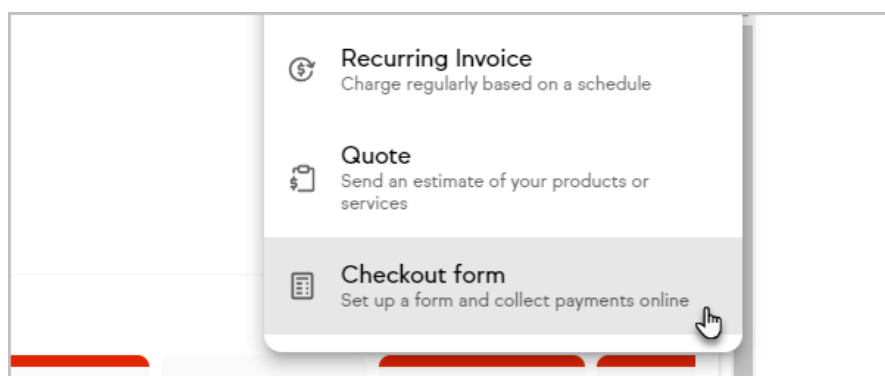 Recurring Invoice
Charge regularly based on a schedule
Quote
Send an estimate of your products or
services
Checkout form
Set up a form and collect payments online